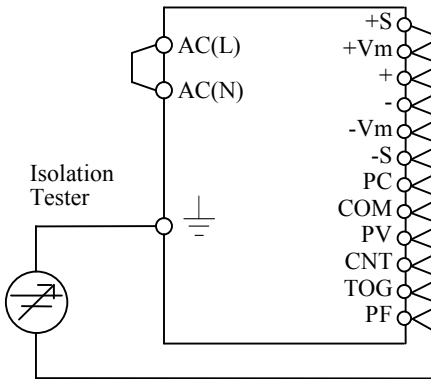 +S
AC(L)
+Vm
+
AC(N)
-
-Vm
-S
Isolation
Tester
PC
COM
PV
CNT
TOG
PF